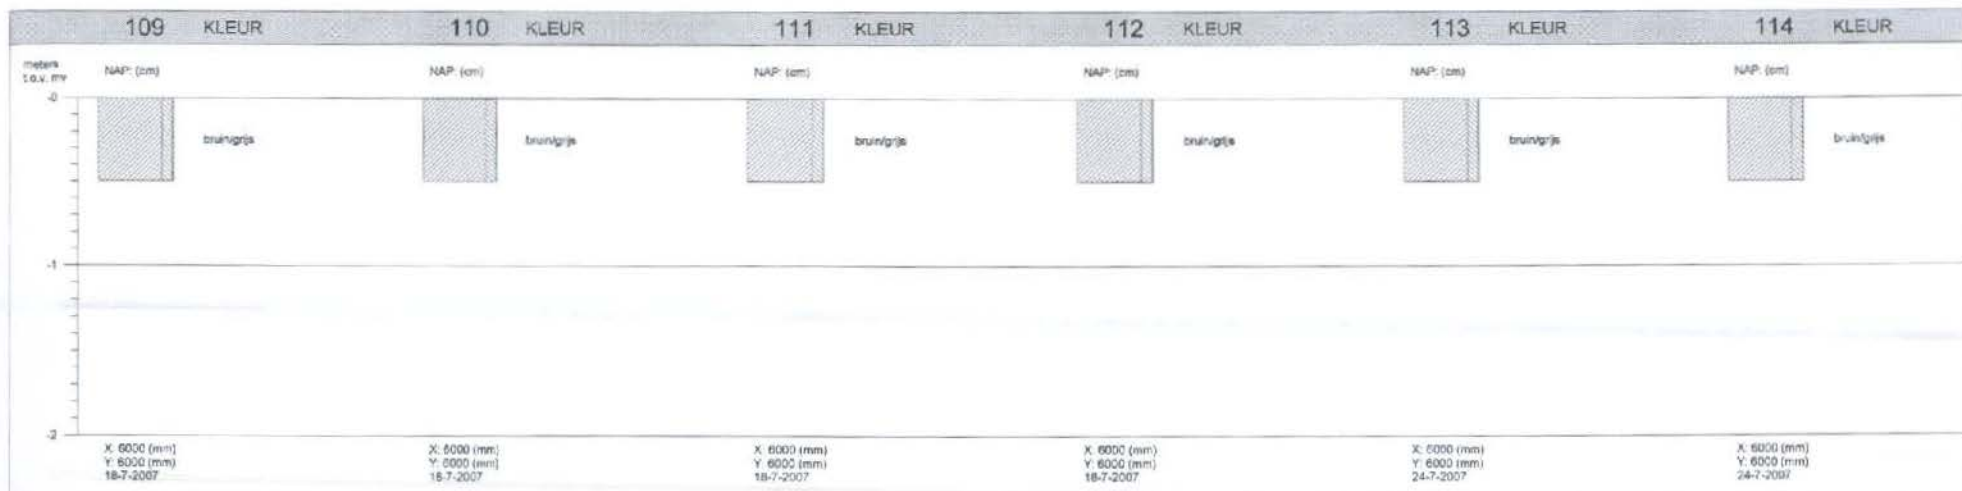 109 KLEUR 110 KLEUR 111 KLEUR 112 KLEUR 113 KLEUR 114 KLEUR
meters
t.o.v. mv
NAP: (cm) NAP: (cm) NAP: (cm) NAP: (cm) NAP: (cm) NAP: (cm)
-0
bruin/grijs bruin/grijs bruin/grijs bruin/grijs bruin/grijs bruin/grijs
-1
-2
X: 6000 (mm) X: 6000 (mm) X: 6000 (mm) X: 6000 (mm) X: 6000 (mm) X: 6000 (mm)
Y: 6000 (mm) Y: 6000 (mm) Y: 6000 (mm) Y: 6000 (mm) Y: 6000 (mm) Y: 6000 (mm)
18-7-2007 18-7-2007 18-7-2007 18-7-2007 24-7-2007 24-7-2007